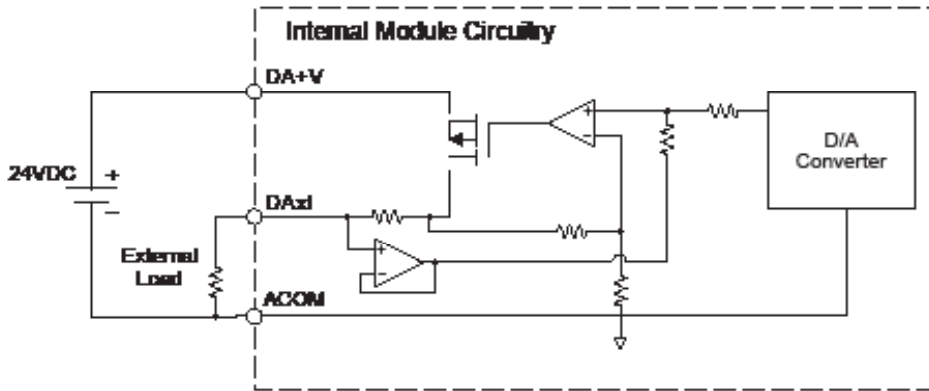 Internal Module Circuitry
DA+V
D/A
Converter
24VDC
+
−
+
−
DAxI
External
Load
+
−
ACOM